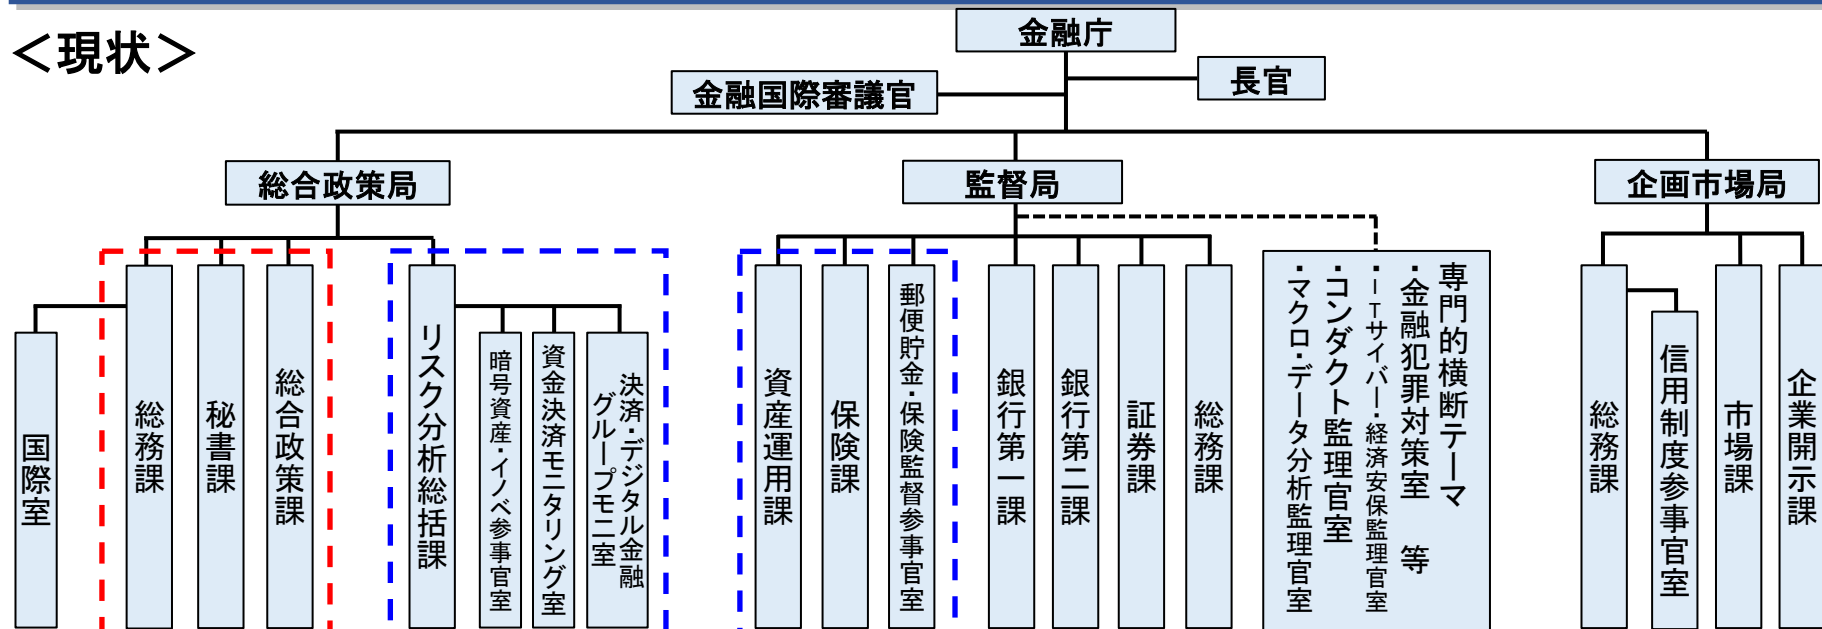 ＜現状＞
金融庁
長官
金融国際審議官
総合政策局
監督局
企画市場局
国際室
総務課
秘書課
総合政策課
リスク分析総括課
暗号資産・イノベ参事官室
資金決済モニタリング室
決済・デジタル金融
グループモニ室
資産運用課
保険課
郵便貯金・保険監督参事官室
銀行第一課
銀行第二課
証券課
総務課
専門的横断テーマ
・金融犯罪対策室　等
・ITサイバー・経済安保監理官室
・コンダクト監理官室
・マクロ・データ分析監理官室
総務課
信用制度参事官室
市場課
企業開示課